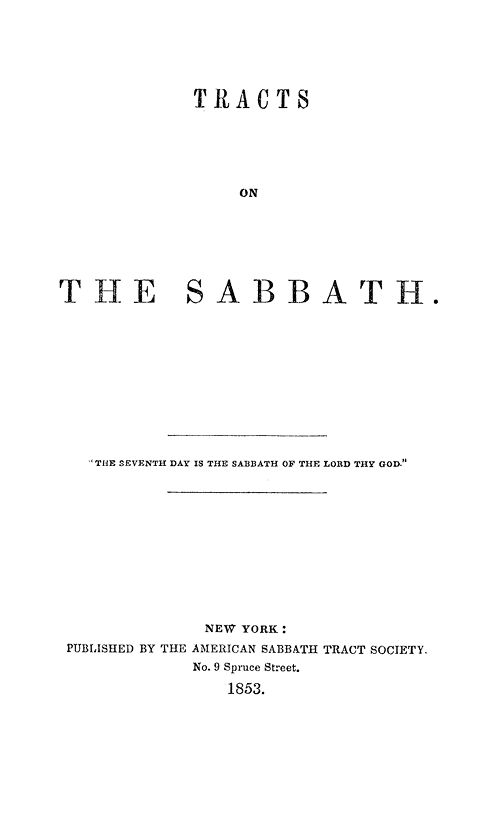 TRACTS
ON
THE SABBATH.
"THE SEVENTH DAY IS THE SABBATH OF THE LORD THY GOD."
NEW YORK:
PUBLISHED BY THE AMERICAN SABBATH TRACT SOCIETY.
No. 9 Spruce Street.
1853.